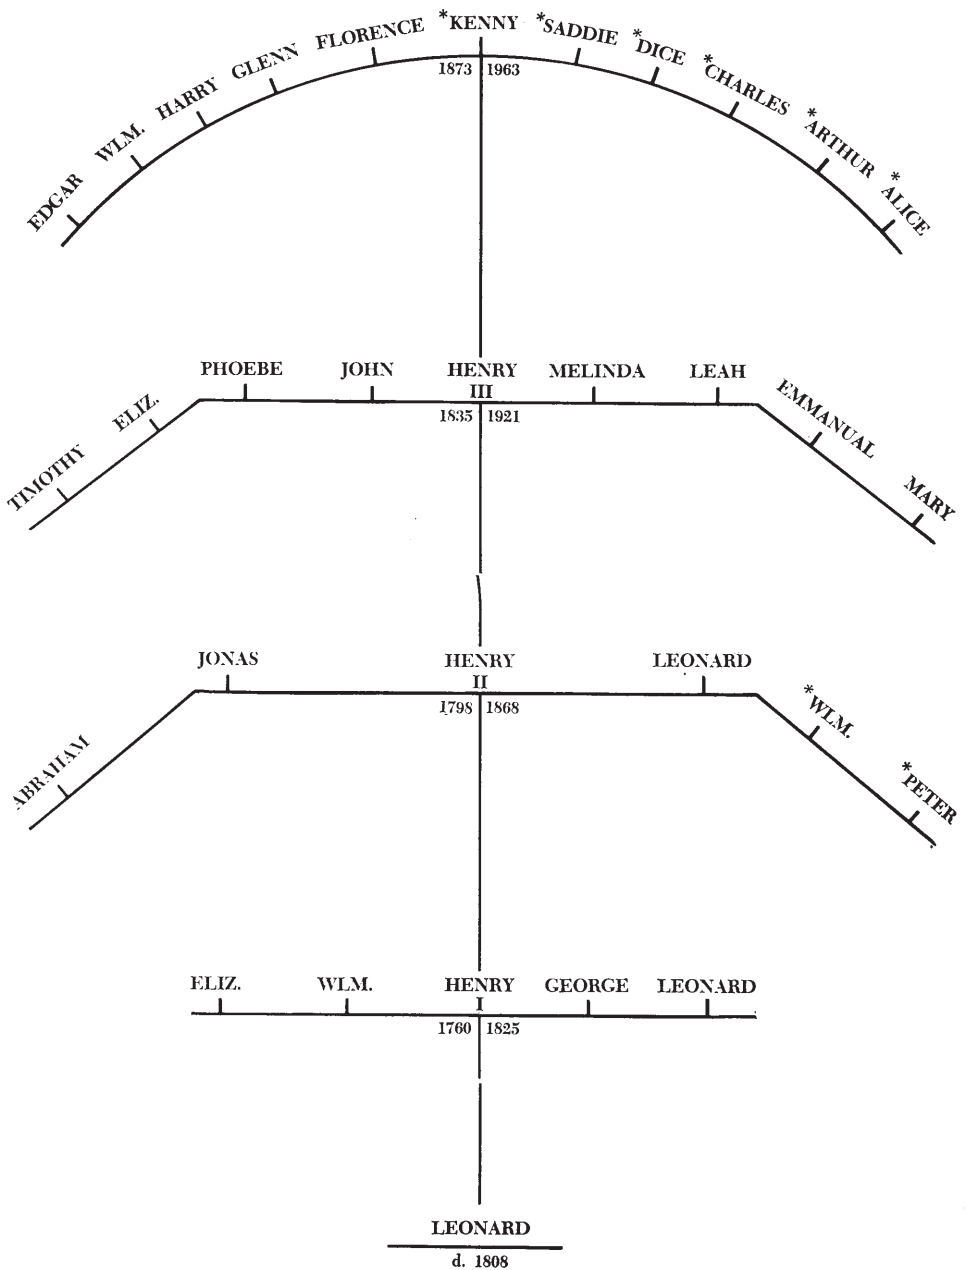 EDGAR WLM. HARRY GLENN FLORENCE *KENNY *SADDIE *DICE *CHARLES *ARTHUR *ALICE
1873 1963
TIMOTHY ELIZ. PHOEBE JOHN HENRY MELINDA LEAH EMMANUAL MARY
III
1835 1921
ABRAHAM JONAS HENRY LEONARD *WLM. *PETER
II
1798 1868
ELIZ. WLM. HENRY GEORGE LEONARD
I
1760 1825
LEONARD
d. 1808